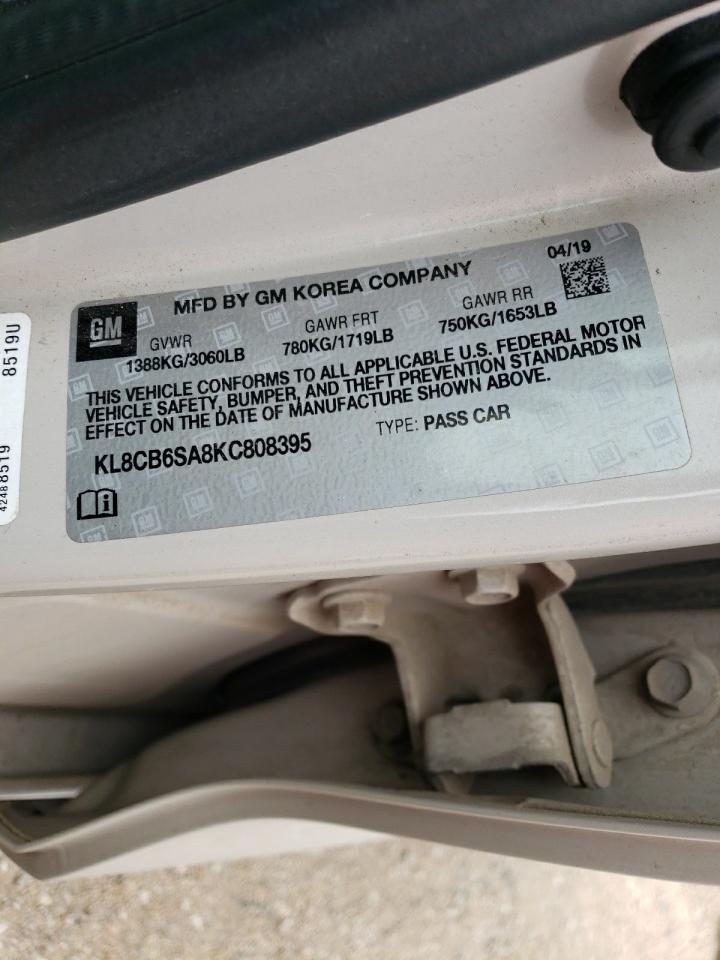 GM
MFD BY GM KOREA COMPANY
04/19
GVWR
GAWR FRT
GAWR RR
1388KG/3060LB
780KG/1719LB
750KG/1653LB
THIS VEHICLE CONFORMS TO ALL APPLICABLE U.S. FEDERAL MOTOR
VEHICLE SAFETY, BUMPER, AND THEFT PREVENTION STANDARDS IN
EFFECT ON THE DATE OF MANUFACTURE SHOWN ABOVE.
KL8CB6SA8KC808395
TYPE: PASS CAR
8519U
42488519